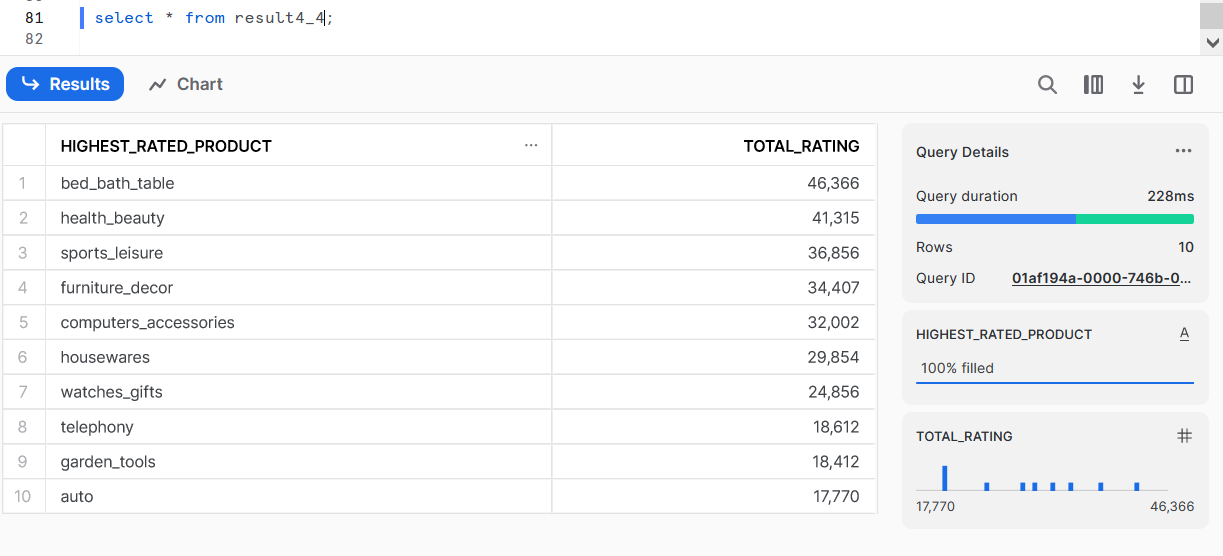 81 select * from result4_4;
82
Results Chart
HIGHEST_RATED_PRODUCT ... TOTAL_RATING
1 bed_bath_table 46,366
2 health_beauty 41,315
3 sports_leisure 36,856
4 furniture_decor 34,407
5 computers_accessories 32,002
6 housewares 29,854
7 watches_gifts 24,856
8 telephony 18,612
9 garden_tools 18,412
10 auto 17,770
Query Details ...
Query duration 228ms
Rows 10
Query ID 01af194a-0000-746b-0...
HIGHEST_RATED_PRODUCT A
100% filled
TOTAL_RATING #
17,770 46,366